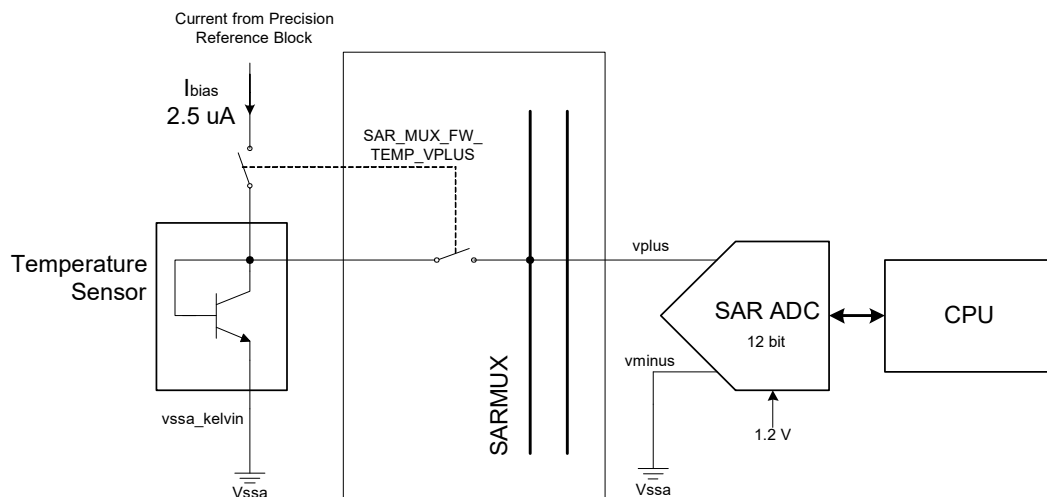 Current from Precision
Reference Block
Ibias
2.5 uA
SAR_MUX_FW_
TEMP_VPLUS
Temperature
Sensor
vplus
SAR ADC
12 bit
CPU
vminus
SARMUX
vssa_kelvin
1.2 V
Vssa
Vssa